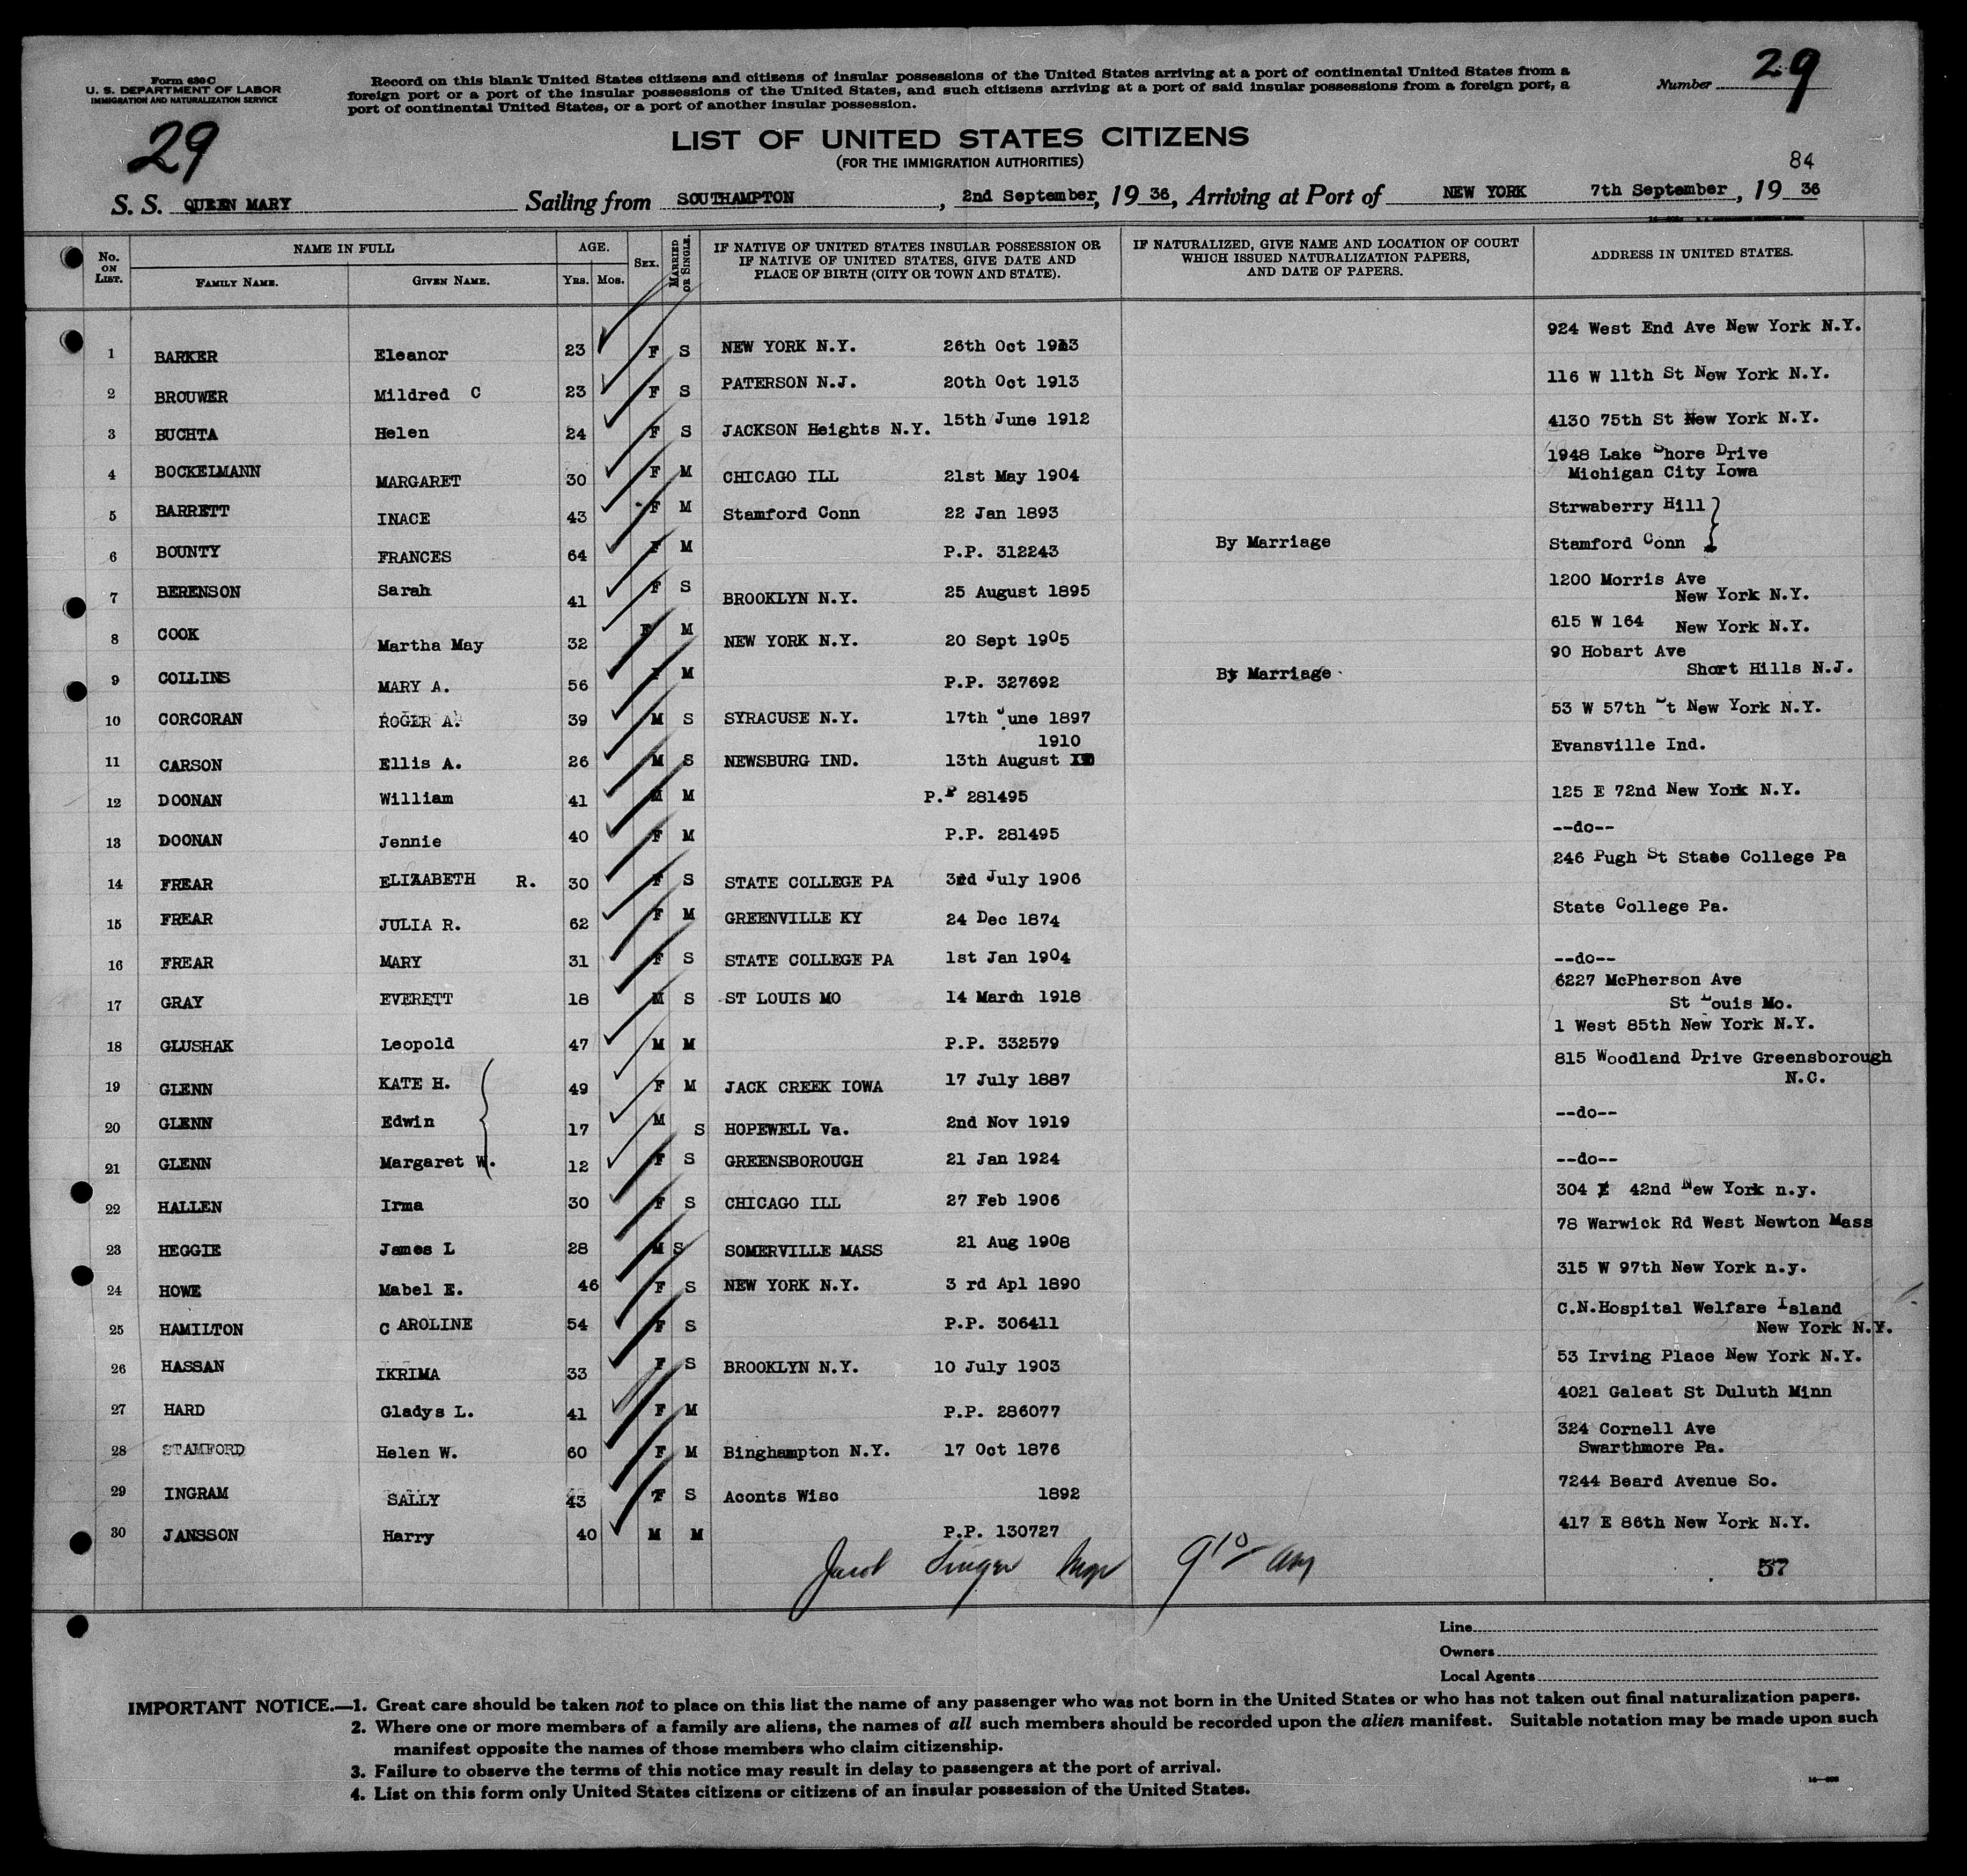 Form 630 C
U. S. DEPARTMENT OF LABOR
IMMIGRATION AND NATURALIZATION SERVICE
Record on this blank United States citizens and citizens of insular possessions of the United States arriving at a port of continental United States from a
foreign port or a port of the insular possessions of the United States, and such citizens arriving at a port of said insular possessions from a foreign port, a
port of continental United States, or a port of another insular possession.
Number 29
29
LIST OF UNITED STATES CITIZENS
(FOR THE IMMIGRATION AUTHORITIES)
84
S. S. QUEEN MARY Sailing from SOUTHAMPTON, 2nd September, 19 36, Arriving at Port of NEW YORK 7th September, 19 36
No. ON LIST. NAME IN FULL FAMILY NAME. GIVEN NAME. AGE. YRS. MOS. SEX. MARRIED OR SINGLE. IF NATIVE OF UNITED STATES INSULAR POSSESSION OR IF NATIVE OF UNITED STATES, GIVE DATE AND PLACE OF BIRTH (CITY OR TOWN AND STATE). IF NATURALIZED, GIVE NAME AND LOCATION OF COURT WHICH ISSUED NATURALIZATION PAPERS, AND DATE OF PAPERS. ADDRESS IN UNITED STATES.
1 BARKER Eleanor 23 F S NEW YORK N.Y. 26th Oct 1913 924 West End Ave New York N.Y.
2 BROUWER Mildred C 23 F S PATERSON N.J. 20th Oct 1913 116 W 11th St New York N.Y.
3 BUCHTA Helen 24 F S JACKSON Heights N.Y. 15th June 1912 4130 75th St New York N.Y.
4 BOCKELMANN MARGARET 30 F M CHICAGO ILL 21st May 1904 1948 Lake Shore Drive
Michigan City Iowa
5 BARRETT INACE 43 F M Stamford Conn 22 Jan 1893 Strwaberry Hill
6 BOUNTY FRANCES 64 F M P.P. 312243 By Marriage Stamford Conn
7 BERENSON Sarah 41 F S BROOKLYN N.Y. 25 August 1895 1200 Morris Ave
New York N.Y.
8 COOK Martha May 32 F M NEW YORK N.Y. 20 Sept 1905 615 W 164 New York N.Y.
9 COLLINS MARY A. 56 F M P.P. 327692 By Marriage 90 Hobart Ave
Short Hills N.J.
10 CORCORAN ROGER A. 39 M S SYRACUSE N.Y. 17th June 1897 53 W 57th St New York N.Y.
1910
11 CARSON Ellis A. 26 M S NEWSBURG IND. 13th August Evansville Ind.
12 DOONAN William 41 M M P.P 281495 125 E 72nd New York N.Y.
13 DOONAN Jennie 40 F M P.P. 281495 --do--
14 FREAR ELIZABETH R. 30 F S STATE COLLEGE PA 3rd July 1906 246 Pugh St State College Pa
15 FREAR JULIA R. 62 F M GREENVILLE KY 24 Dec 1874 State College Pa.
16 FREAR MARY 31 F S STATE COLLEGE PA 1st Jan 1904 --do--
17 GRAY EVERETT 18 M S ST LOUIS MO 14 March 1918 6227 McPherson Ave
St Louis Mo.
18 GLUSHAK Leopold 47 M M P.P. 332579 1 West 85th New York N.Y.
19 GLENN KATE H. 49 F M JACK CREEK IOWA 17 July 1887 815 Woodland Drive Greensborough
N.C.
20 GLENN Edwin 17 M S HOPEWELL Va. 2nd Nov 1919 --do--
21 GLENN Margaret W. 12 F S GREENSBOROUGH 21 Jan 1924 --do--
22 HALLEN Irma 30 F S CHICAGO ILL 27 Feb 1906 304 E 42nd New York n.y.
23 HEGGIE James L 28 M S SOMERVILLE MASS 21 Aug 1908 78 Warwick Rd West Newton Mass
24 HOWE Mabel E. 46 F S NEW YORK N.Y. 3 rd Apl 1890 315 W 97th New York n.y.
25 HAMILTON C AROLINE 54 F S P.P. 306411 C.N.Hospital Welfare Island
New York N.Y.
26 HASSAN IKRIMA 33 F S BROOKLYN N.Y. 10 July 1903 53 Irving Place New York N.Y.
27 HARD Gladys L. 41 F M P.P. 286077 4021 Galeat St Duluth Minn
28 STAMFORD Helen W. 60 F M Binghampton N.Y. 17 Oct 1876 324 Cornell Ave
Swarthmore Pa.
29 INGRAM SALLY 43 F S Aconts Wisc 1892 7244 Beard Avenue So.
30 JANSSON Harry 40 M M P.P. 130727 417 E 86th New York N.Y.
Jacob Singer Insp 9 10
57
Line
Owners
Local Agents
IMPORTANT NOTICE.—1. Great care should be taken not to place on this list the name of any passenger who was not born in the United States or who has not taken out final naturalization papers.
2. Where one or more members of a family are aliens, the names of all such members should be recorded upon the alien manifest. Suitable notation may be made upon such
manifest opposite the names of those members who claim citizenship.
3. Failure to observe the terms of this notice may result in delay to passengers at the port of arrival.
4. List on this form only United States citizens or citizens of an insular possession of the United States.